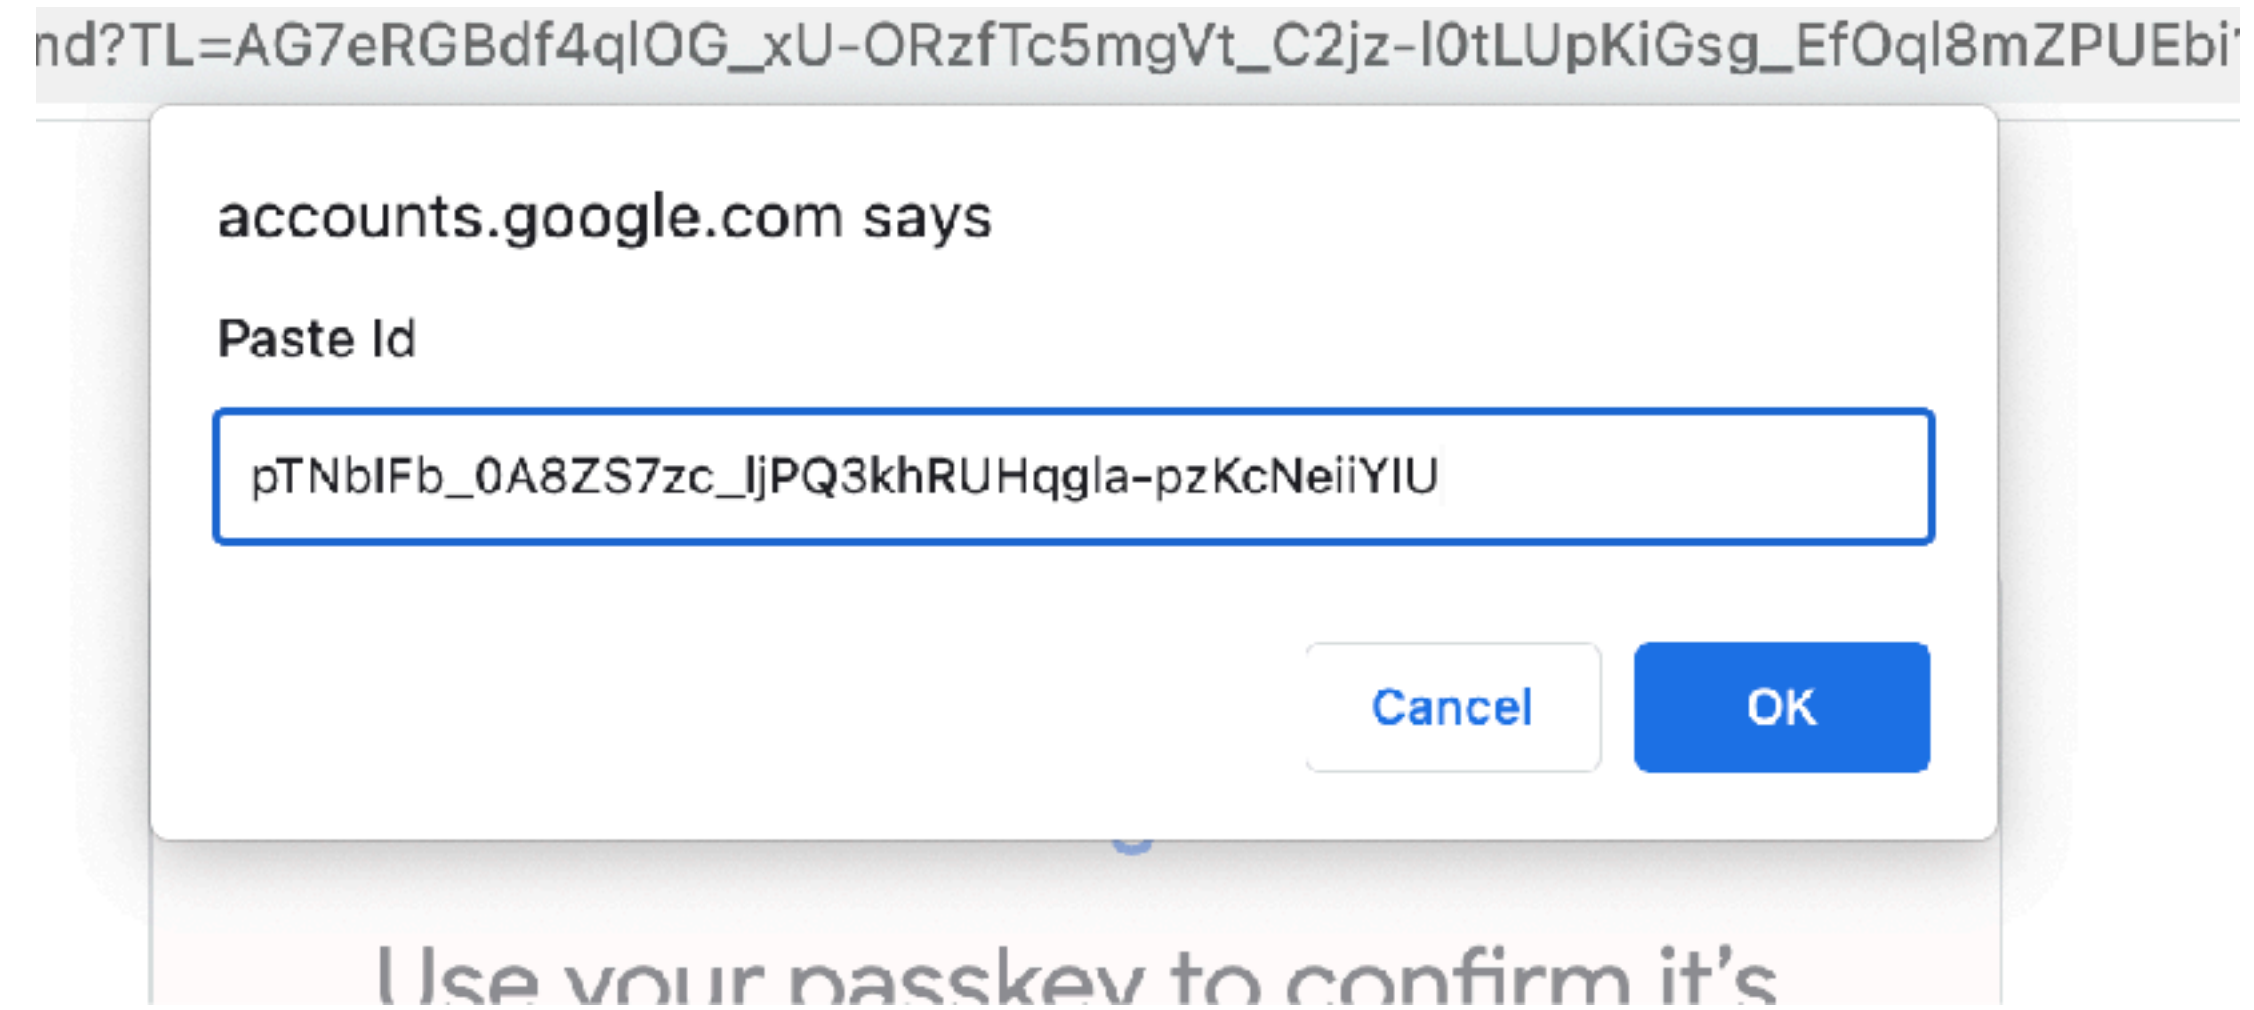 nd?TL=AG7eRGBdf4qlOG_xU-ORzfTc5mgVt_C2jz-l0tLUpKiGsg_EfOql8mZPUEbi
accounts.google.com says
Paste Id
pTNbIFb_0A8ZS7zc_ljPQ3khRUHqgla-pzKcNeiiYIU
Cancel
OK
Use your passkey to confirm it’s